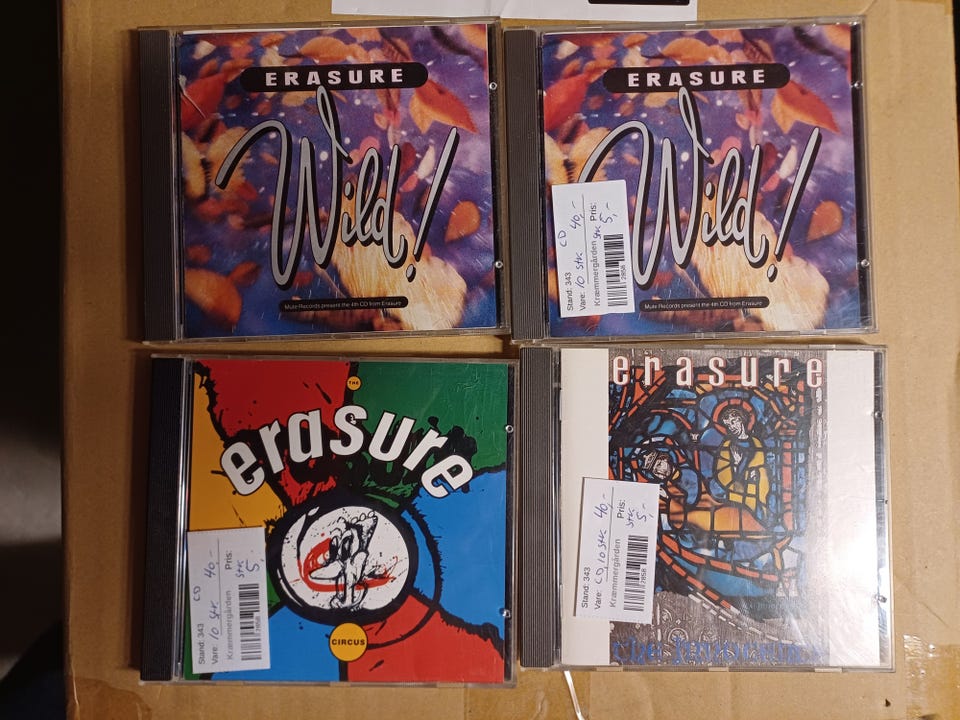 ERASURE
Wild!
Mute Records present the 4th CD from Erasure
ERASURE
Wild!
Stand: 343 CD
Vare: 10 stk 40,-
Kræmmergården stk Pris:
5,-
2858
Mute Records present the 4th CD from Erasure
THE
erasure
CIRCUS
Stand: 343 CD
Vare: 10 stk 40,-
Kræmmergården stk Pris:
5,-
2858
erasure
Stand: 343
Vare: CD 10 stk 40,-
Kræmmergården stk Pris:
5,-
2858